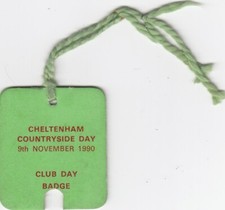 CHELTENHAM
COUNTRYSIDE DAY
9th NOVEMBER 1990
CLUB DAY
BADGE